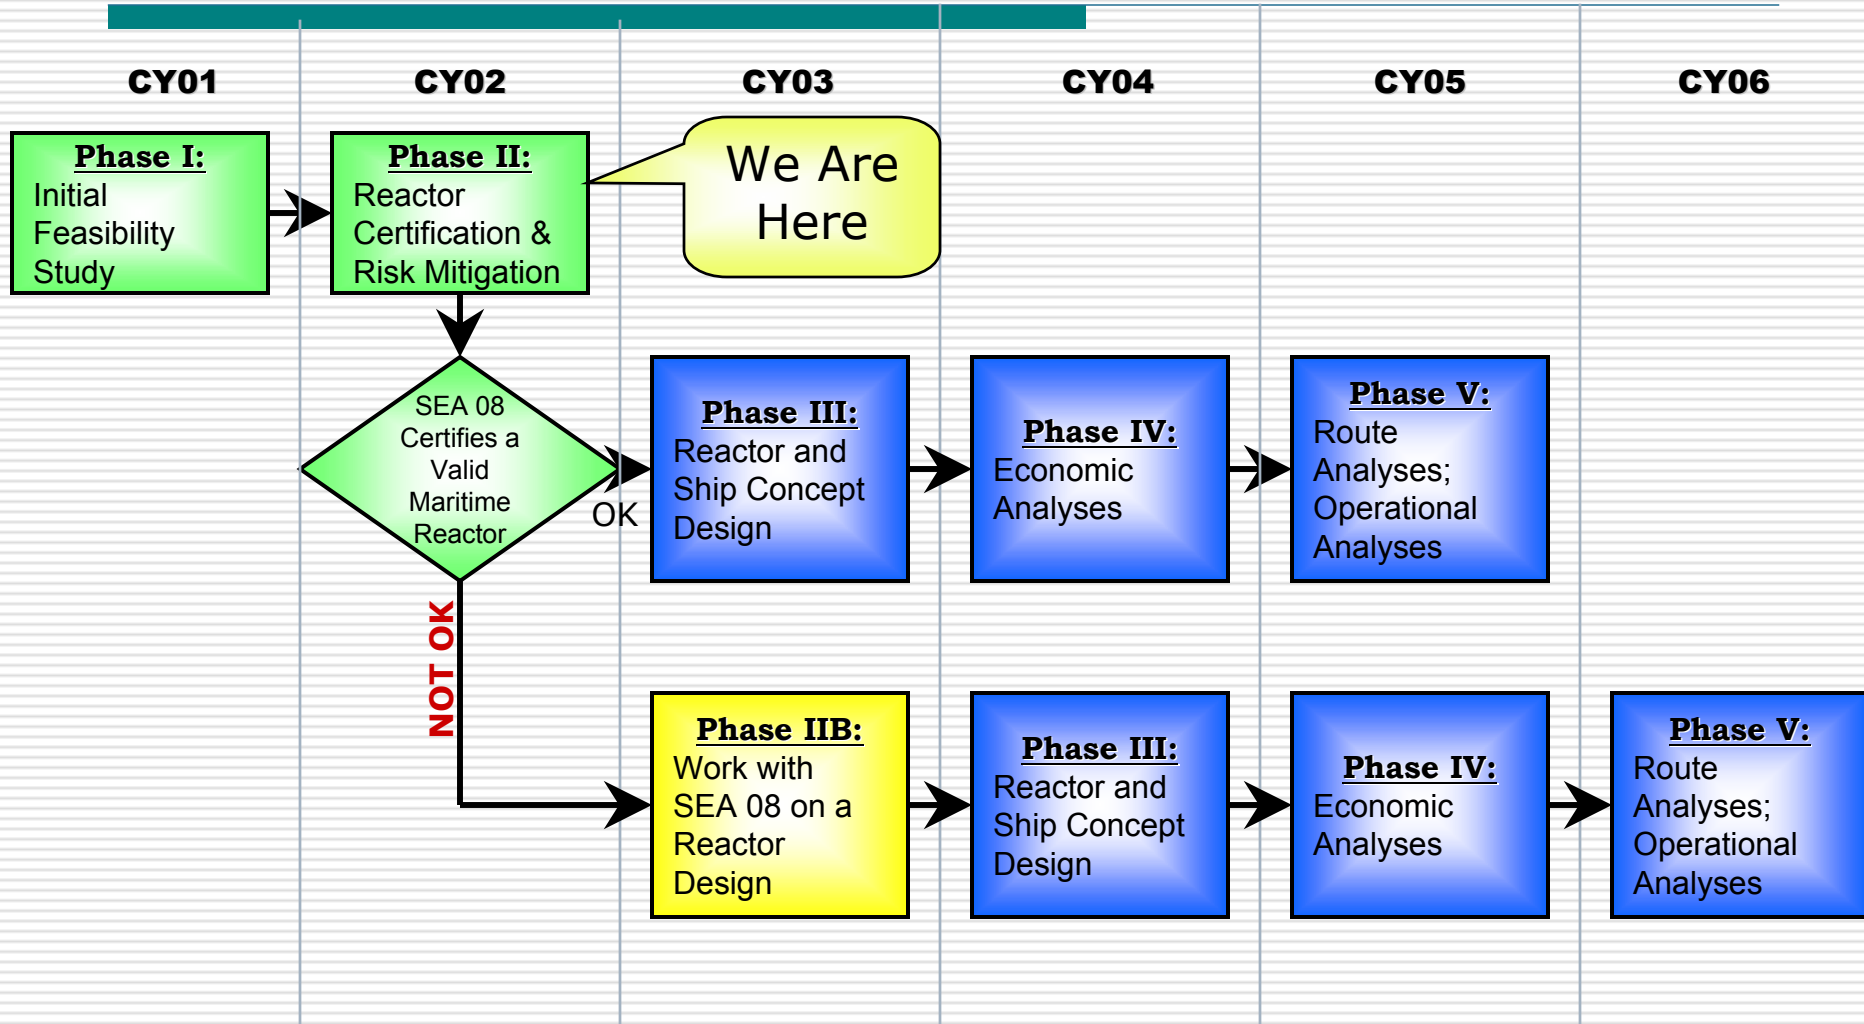 CY01
CY02
CY03
CY04
CY05
CY06
Phase I:
Initial
Feasibility
Study
Phase II:
Reactor
Certification &
Risk Mitigation
We Are
Here
SEA 08
Certifies a
Valid
Maritime
Reactor
OK
NOT OK
Phase III:
Reactor and
Ship Concept
Design
Phase IV:
Economic
Analyses
Phase V:
Route
Analyses;
Operational
Analyses
Phase IIB:
Work with
SEA 08 on a
Reactor
Design
Phase III:
Reactor and
Ship Concept
Design
Phase IV:
Economic
Analyses
Phase V:
Route
Analyses;
Operational
Analyses